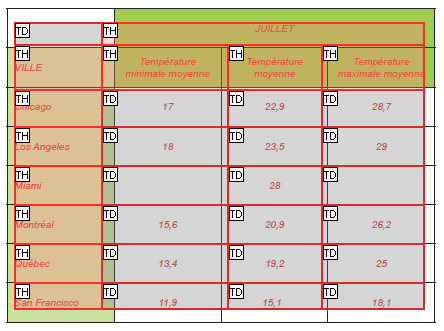 TD TH JUILLET
TH VILLE TH Température minimale moyenne TH Température moyenne TH Température maximale moyenne
TH Chicago TD 17 TD 22,9 TD 28,7
TH Los Angeles TD 18 TD 23,5 TD 29
TH Miami TD TD 28 TD
TH Montréal TD 15,6 TD 20,9 TD 26,2
TH Québec TD 13,4 TD 19,2 TD 25
TH San Francisco TD 11,9 TD 15,1 TD 18,1